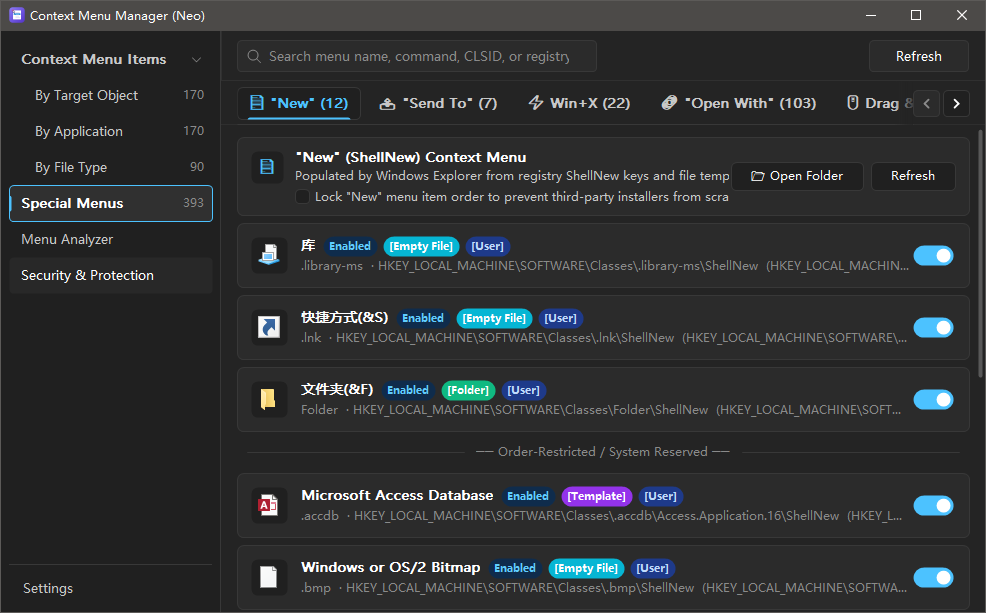 Context Menu Manager (Neo)
Context Menu Items
By Target Object 170
By Application 170
By File Type 90
Special Menus 393
Menu Analyzer
Security & Protection
Settings
Search menu name, command, CLSID, or registry
Refresh
"New" (12) "Send To" (7) Win+X (22) "Open With" (103) Drag &
"New" (ShellNew) Context Menu
Populated by Windows Explorer from registry ShellNew keys and file temp
Lock "New" menu item order to prevent third-party installers from scra
Open Folder Refresh
库 Enabled [Empty File] [User]
.library-ms · HKEY_LOCAL_MACHINE\SOFTWARE\Classes\.library-ms\ShellNew (HKEY_LOCAL_MACHIN...
快捷方式(&S) Enabled [Empty File] [User]
.lnk · HKEY_LOCAL_MACHINE\SOFTWARE\Classes\.lnk\ShellNew (HKEY_LOCAL_MACHINE\SOFTWARE\...
文件夹(&F) Enabled [Folder] [User]
Folder · HKEY_LOCAL_MACHINE\SOFTWARE\Classes\Folder\ShellNew (HKEY_LOCAL_MACHINE\SOFT...
── Order-Restricted / System Reserved ──
Microsoft Access Database Enabled [Template] [User]
.accdb · HKEY_LOCAL_MACHINE\SOFTWARE\Classes\.accdb\Access.Application.16\ShellNew (HKEY_L...
Windows or OS/2 Bitmap Enabled [Empty File] [User]
.bmp · HKEY_LOCAL_MACHINE\SOFTWARE\Classes\.bmp\ShellNew (HKEY_LOCAL_MACHINE\SOFTWA...